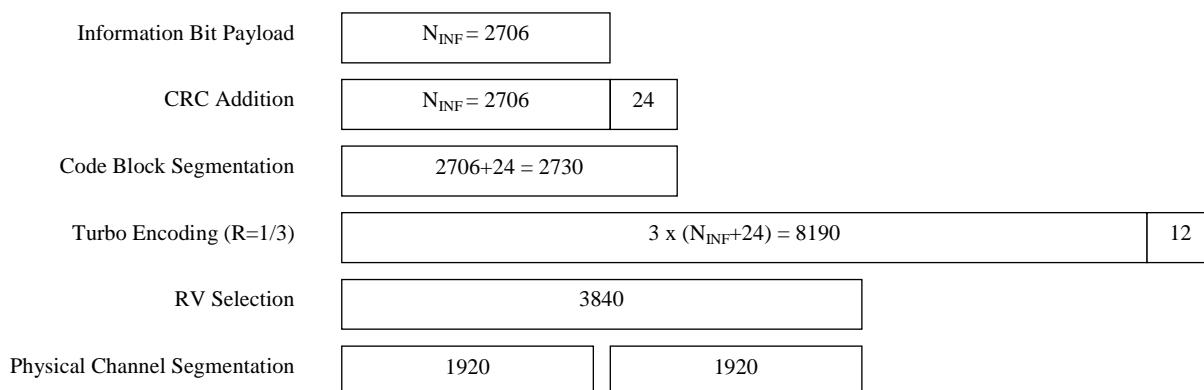 Information Bit Payload N_INF = 2706
CRC Addition N_INF = 2706 24
Code Block Segmentation 2706+24 = 2730
Turbo Encoding (R=1/3) 3 x (N_INF+24) = 8190 12
RV Selection 3840
Physical Channel Segmentation 1920 1920